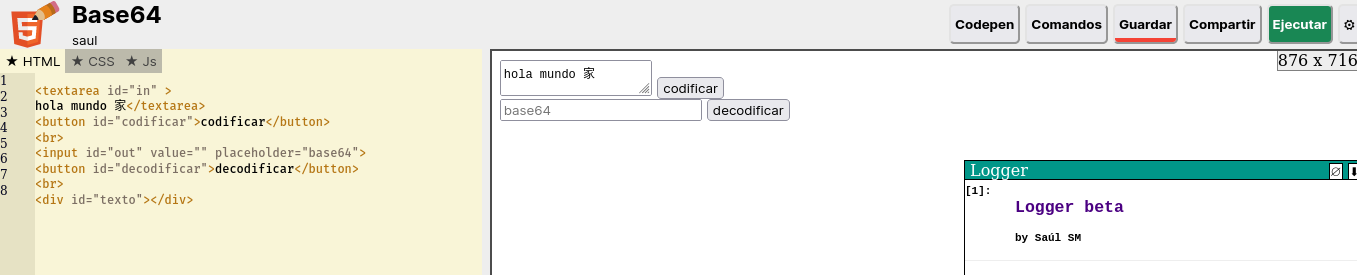 Base64
saul
Codepen Comandos Guardar Compartir Ejecutar
★ HTML ★ CSS ★ Js
1
2 <textarea id="in" >
3 hola mundo 家</textarea>
4 <button id="codificar">codificar</button>
5 <br>
6 <input id="out" value="" placeholder="base64">
7 <button id="decodificar">decodificar</button>
8 <br>
<div id="texto"></div>
876 x 716
hola mundo 家
codificar
base64
decodificar
Logger
[1]:
Logger beta
by Saúl SM